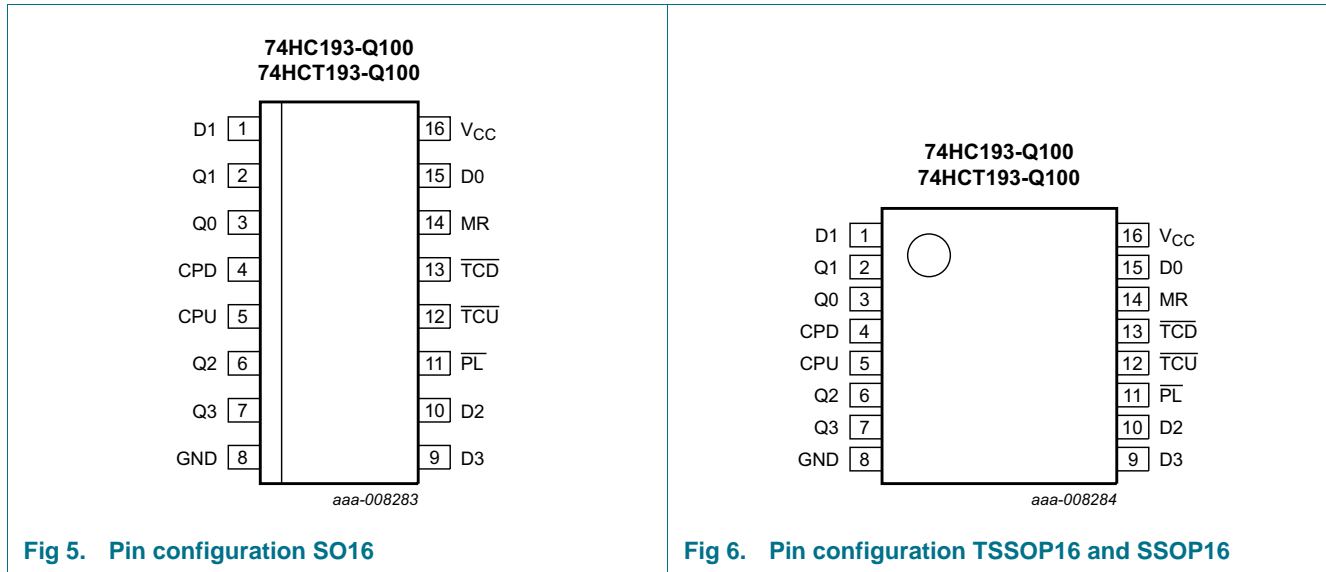 74HC193-Q100
74HCT193-Q100
D1 1 16 VCC
Q1 2 15 D0
Q0 3 14 MR
CPD 4 13 TCD
CPU 5 12 TCU
Q2 6 11 PL
Q3 7 10 D2
GND 8 9 D3
aaa-008283
Fig 5. Pin configuration SO16
74HC193-Q100
74HCT193-Q100
D1 1 16 VCC
Q1 2 15 D0
Q0 3 14 MR
CPD 4 13 TCD
CPU 5 12 TCU
Q2 6 11 PL
Q3 7 10 D2
GND 8 9 D3
aaa-008284
Fig 6. Pin configuration TSSOP16 and SSOP16